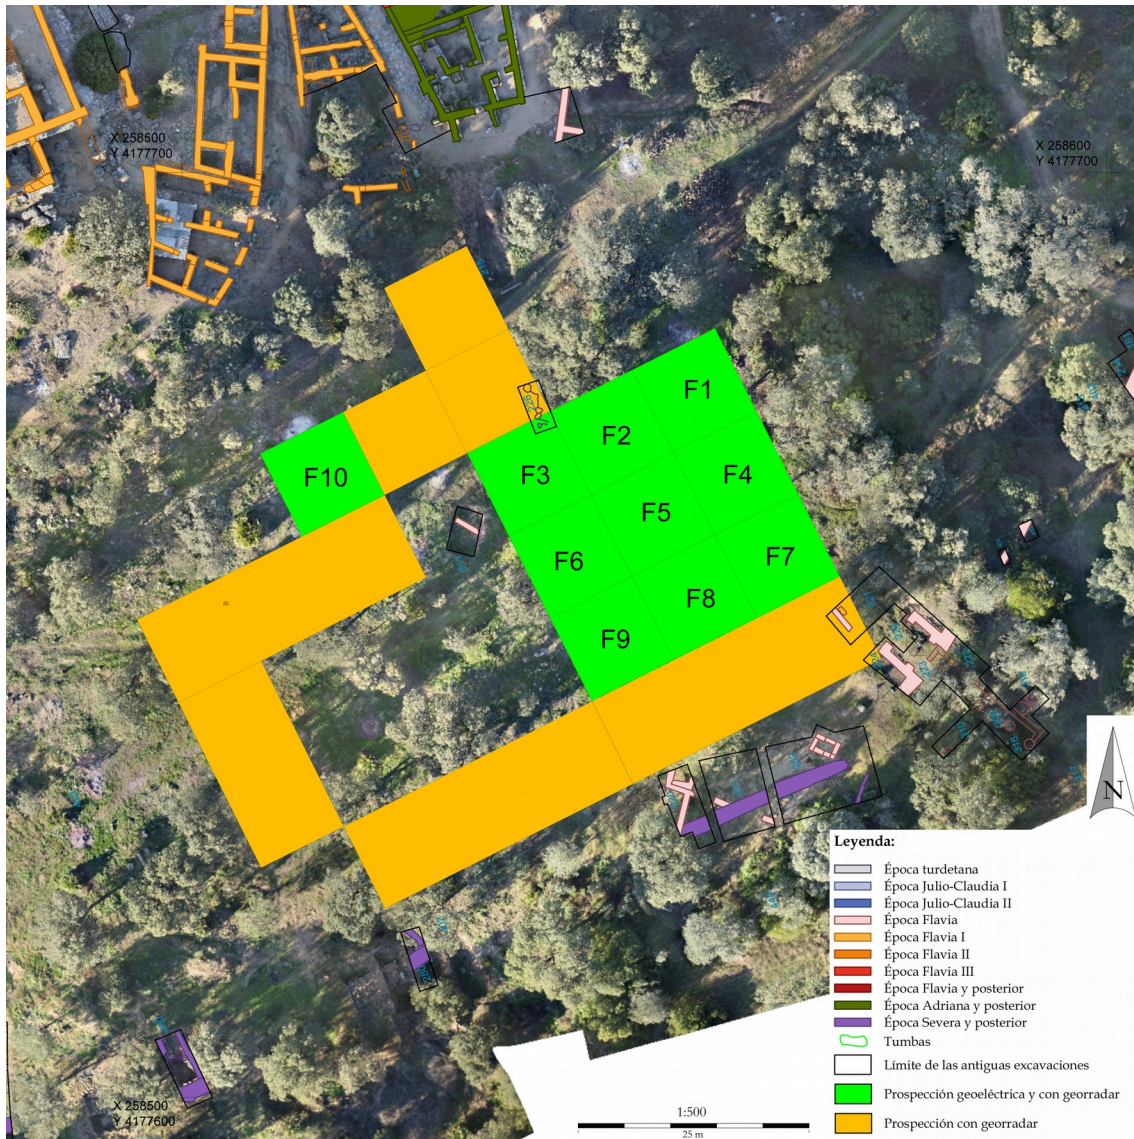 X 258500
Y 4177700
X 258600
Y 4177700
F1
F2
F3
F4
F10
F5
F6
F7
F8
F9
N
Leyenda:
Época turdetana
Época Julio-Claudia I
Época Julio-Claudia II
Época Flavia
Época Flavia I
Época Flavia II
Época Flavia III
Época Flavia y posterior
Época Adriana y posterior
Época Severa y posterior
Tumbas
Límite de las antiguas excavaciones
Prospección geoeléctrica y con georradar
Prospección con georradar
X 258500
Y 4177600
1:500
25 m